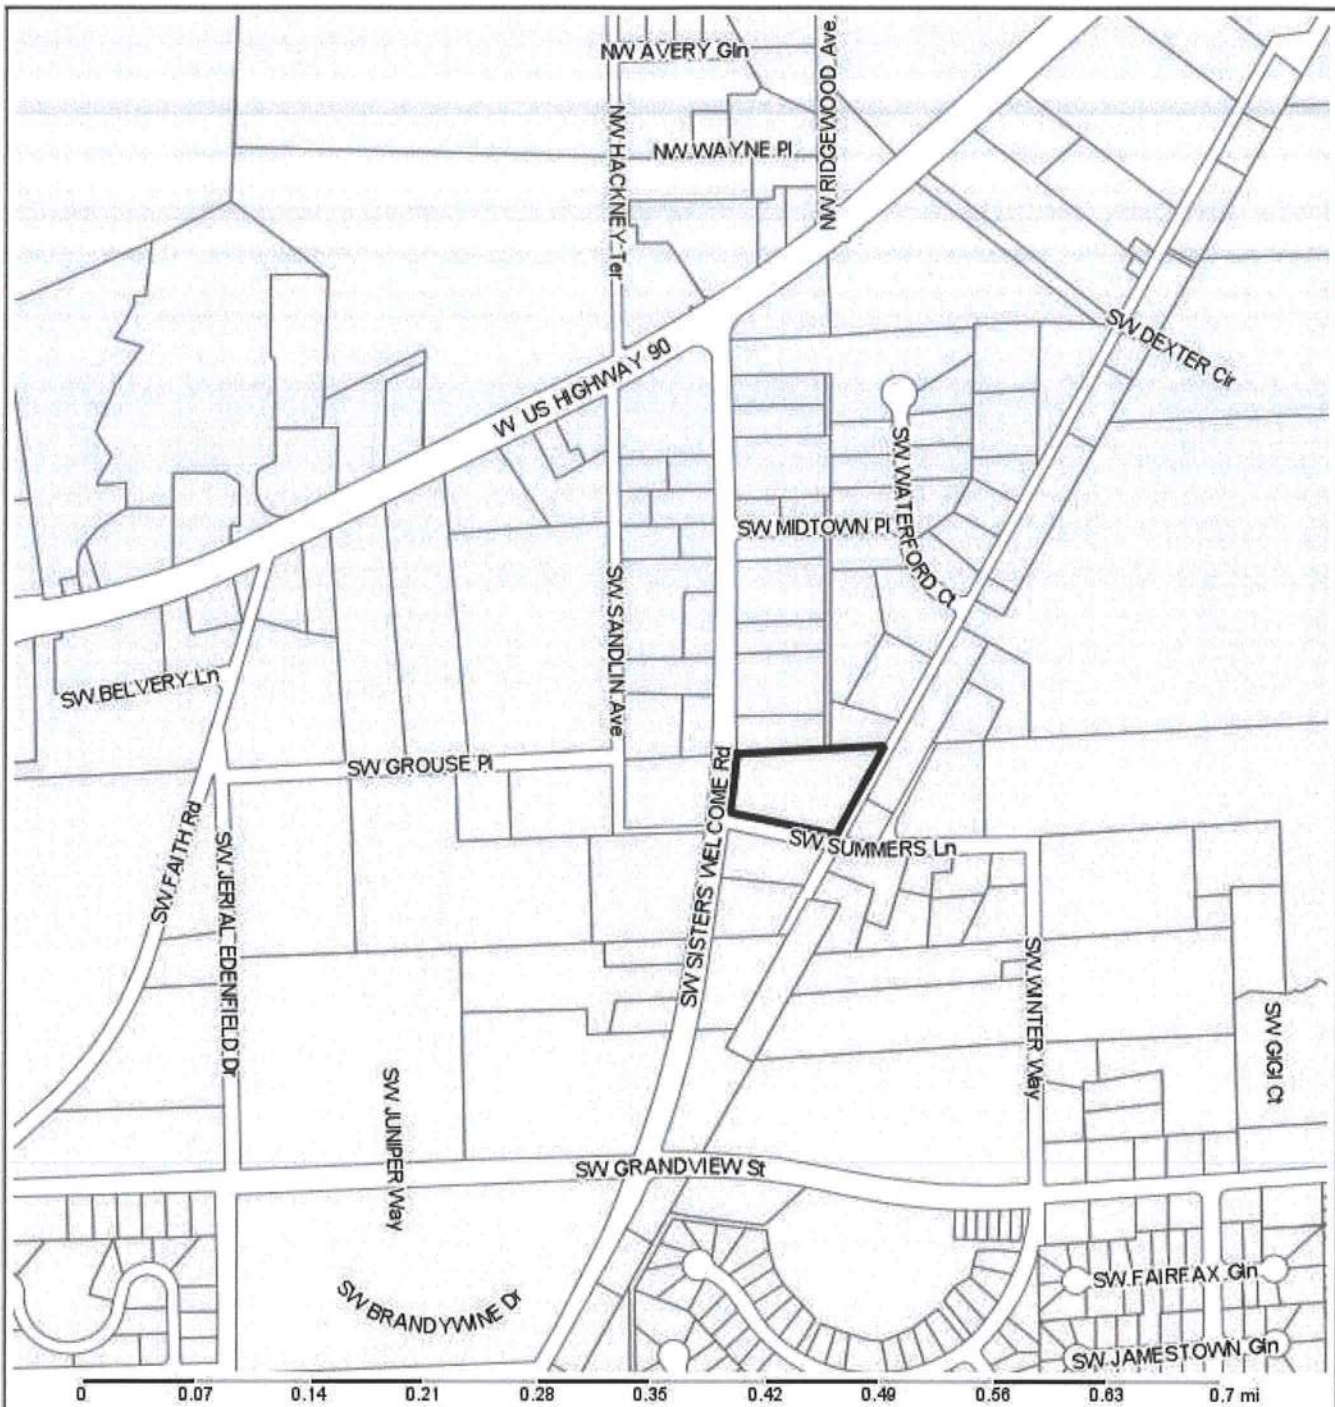 NW AVERY Gln
NW RIDGEWOOD Ave.
NW HACKNEY Ter
NW WAYNE Pl
SW DEXTER Cir
W US HIGHWAY 90
SW WATERFORD Ct
SW MIDTOWN Pl
SW SANDLIN Ave
SW BELVERY Ln
SW GROUSE Pl
SW SISTERS WELCOME Rd
SW FAITH Rd
SW JERIAL EDENFIELD Dr
SW SUMMERS Ln
SW WINTER Way
SW GIGI Ct
SW JUNIPER Way
SW GRANDVIEW St
SW BRANDYWINE Dr
SW FAIRFAX Gln
SW JAMESTOWN Gln
0 0.07 0.14 0.21 0.28 0.35 0.42 0.49 0.56 0.63 0.7 mi